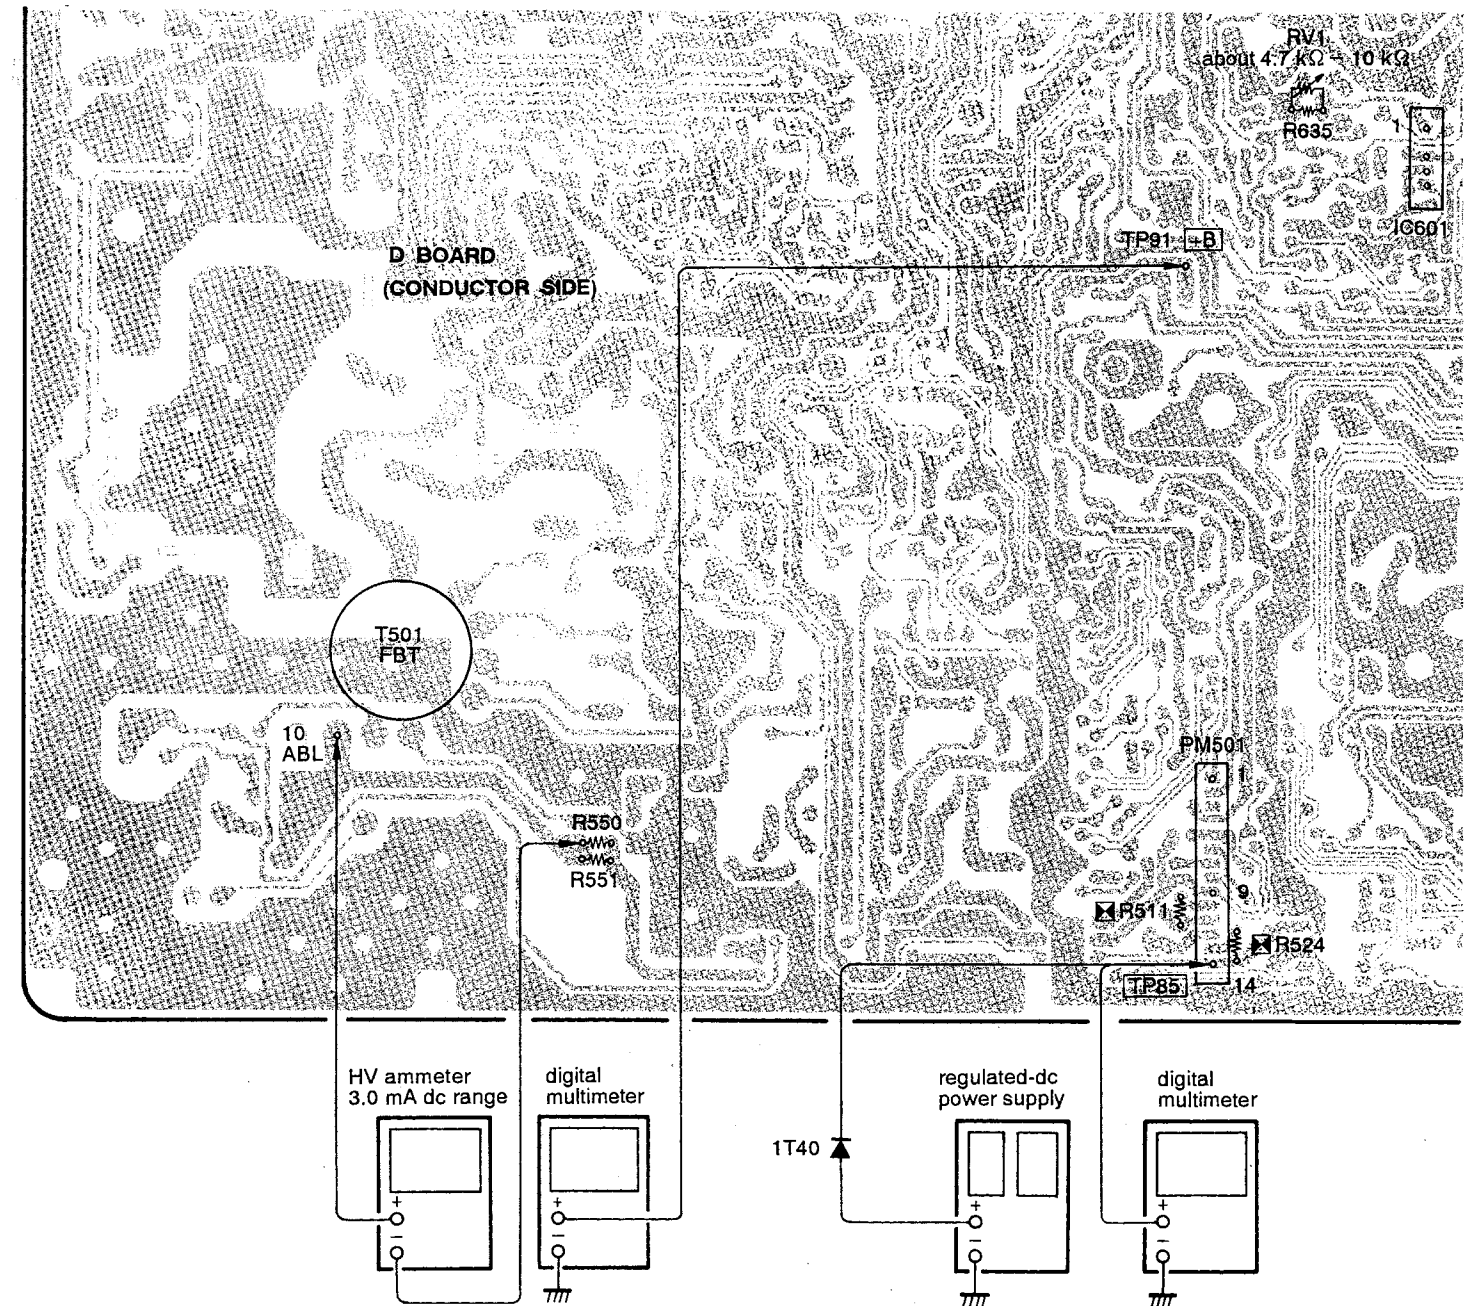 RV1
about 4.7 kΩ – 10 kΩ
R635
1
IC601
TP91 +B
D BOARD
(CONDUCTOR SIDE)
T501
FBT
10
ABL
PM501
1
R550
R551
9
R511
R524
TP85
14
HV ammeter
3.0 mA dc range
digital
multimeter
regulated-dc
power supply
digital
multimeter
1T40
+
−
+
−
+
−
+
−